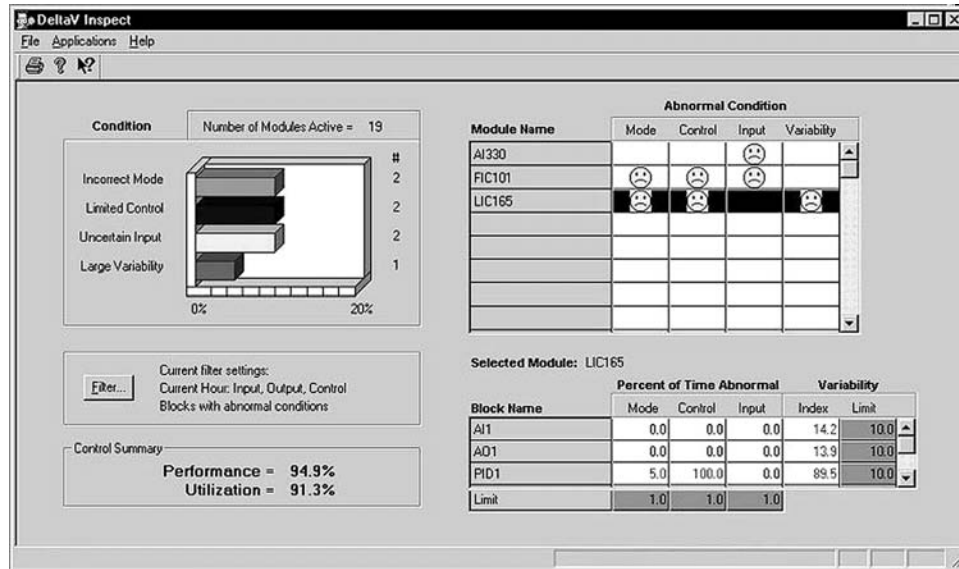 DeltaV Inspect
File Applications Help
Condition
Number of Modules Active = 19
#
Incorrect Mode 2
Limited Control 2
Uncertain Input 2
Large Variability 1
0% 20%
Filter...
Current filter settings:
Current Hour: Input, Output, Control
Blocks with abnormal conditions
Control Summary
Performance = 94.9%
Utilization = 91.3%
Abnormal Condition
Module Name Mode Control Input Variability
AI330
FIC101
LIC165
Selected Module: LIC165
Percent of Time Abnormal Variability
Block Name Mode Control Input Index Limit
AI1 0.0 0.0 0.0 14.2 10.0
AO1 0.0 0.0 0.0 13.9 10.0
PID1 5.0 100.0 0.0 89.5 10.0
Limit 1.0 1.0 1.0